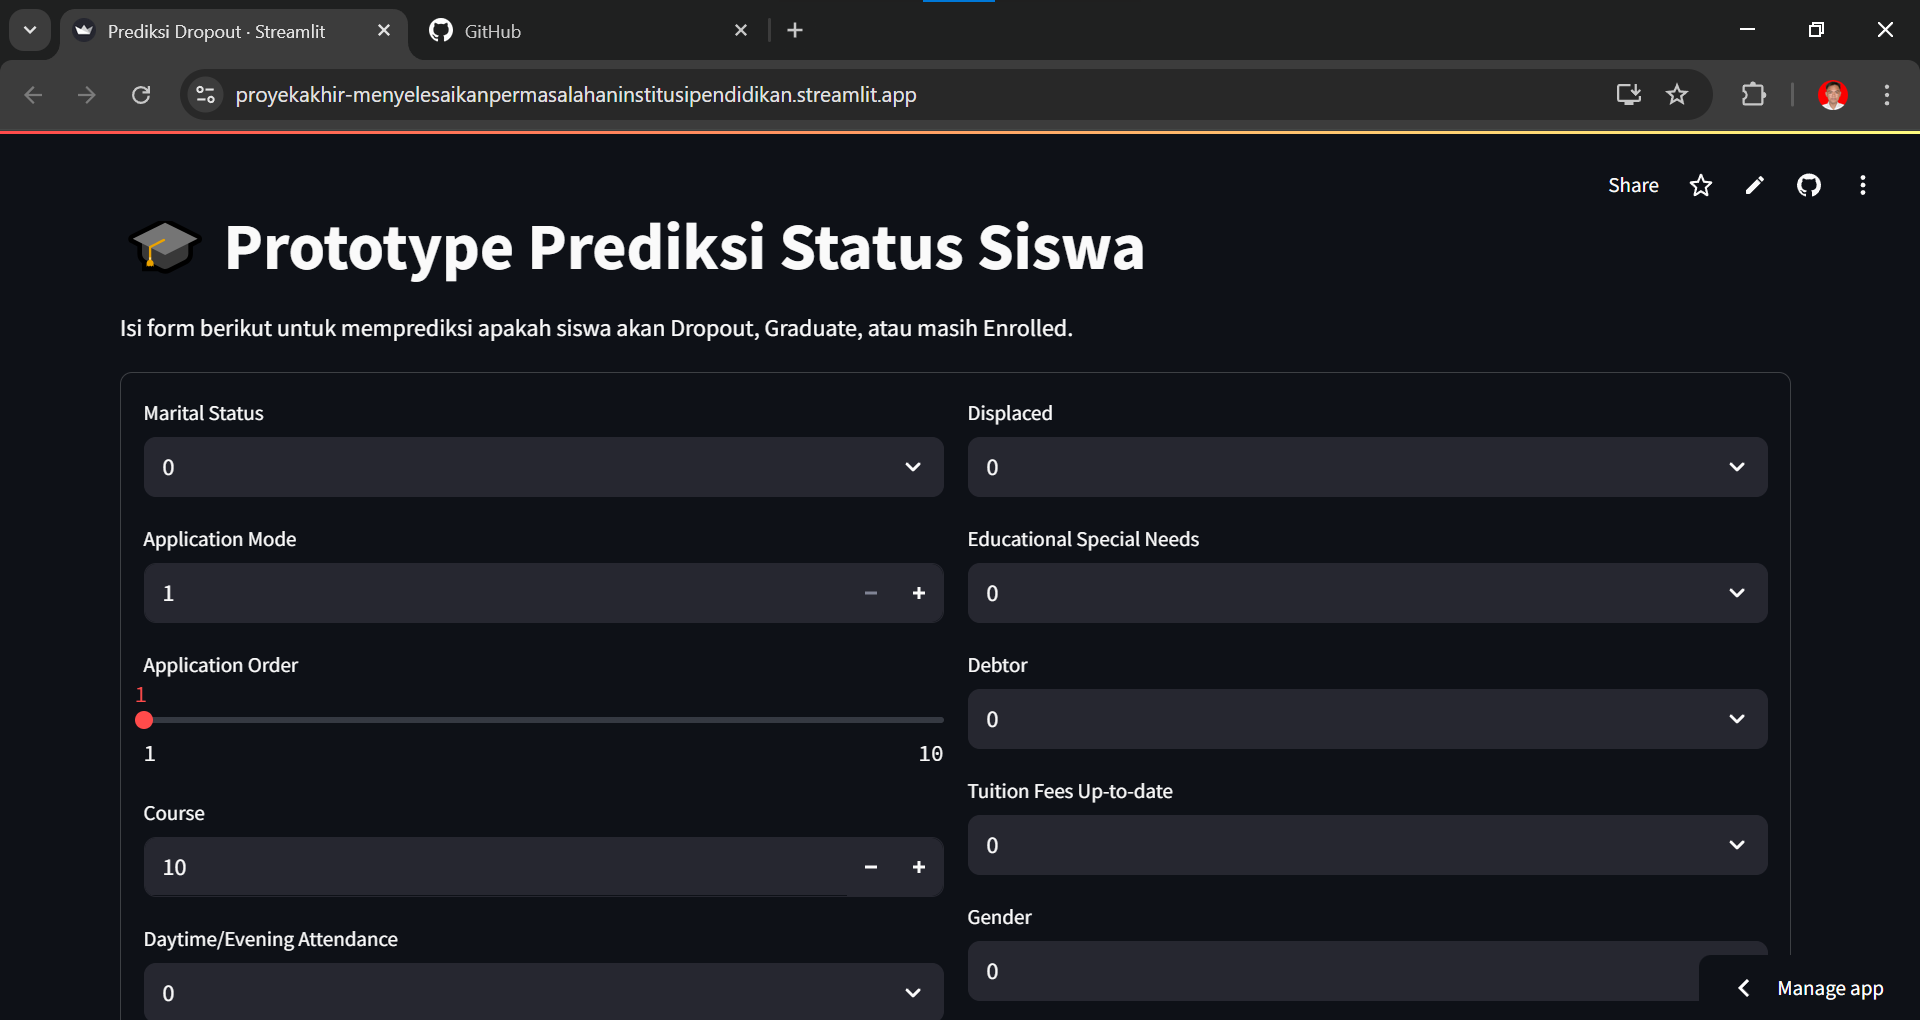 Prediksi Dropout · Streamlit
GitHub
proyekakhir-menyelesaikanpermasalahaninstitusipendidikan.streamlit.app
Share
Prototype Prediksi Status Siswa
Isi form berikut untuk memprediksi apakah siswa akan Dropout, Graduate, atau masih Enrolled.
Marital Status
0
Application Mode
1
Application Order
1
1 10
Course
10
Daytime/Evening Attendance
0
Displaced
0
Educational Special Needs
0
Debtor
0
Tuition Fees Up-to-date
0
Gender
0
Manage app